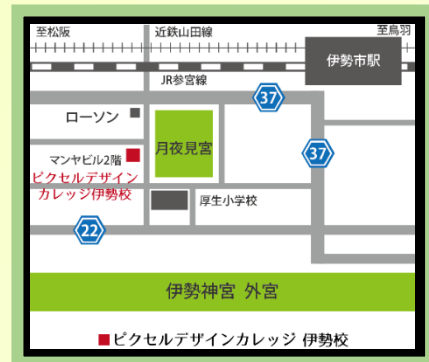 至松阪
近鉄山田線
至鳥羽
伊勢市駅
JR参宮線
37
ローソン
月夜見宮
37
マンヤビル2階
ピクセルデザイン
カレッジ伊勢校
厚生小学校
22
伊勢神宮 外宮
■ピクセルデザインカレッジ 伊勢校